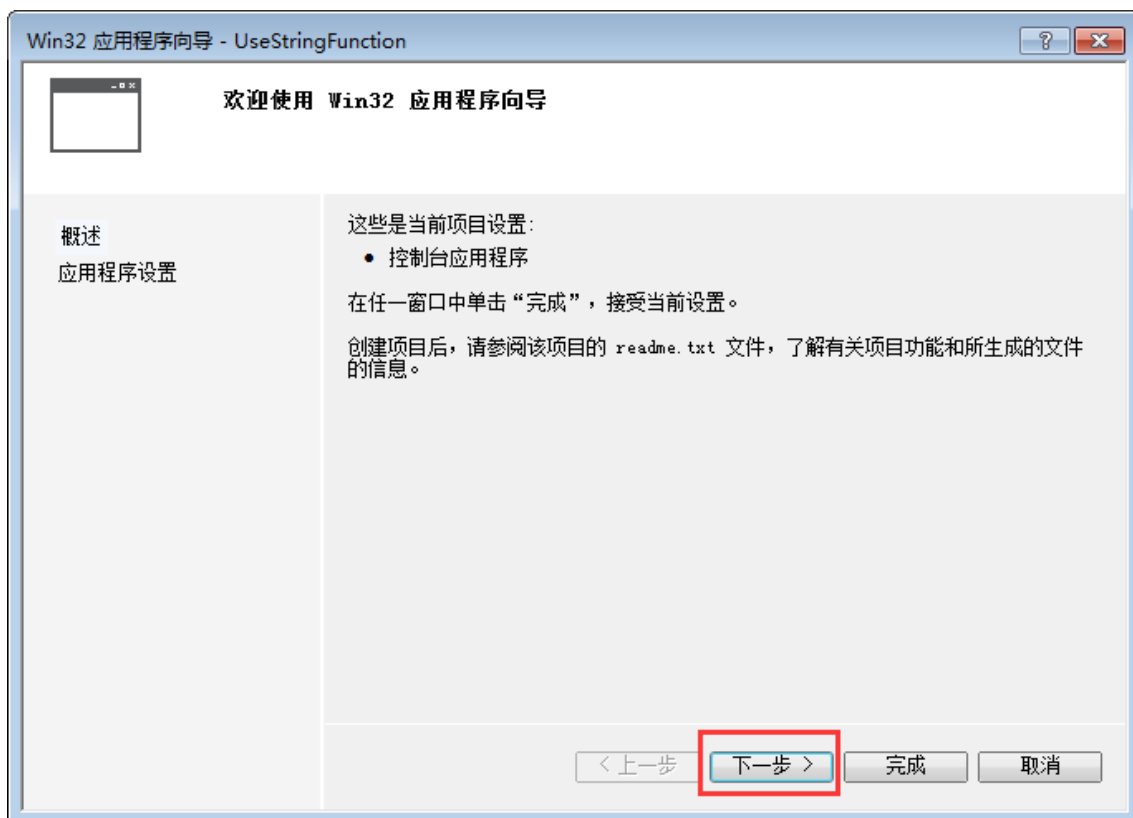 Win32 应用程序向导 - UseStringFunction
欢迎使用 Win32 应用程序向导
概述
应用程序设置
这些是当前项目设置:
• 控制台应用程序
在任一窗口中单击“完成”，接受当前设置。
创建项目后，请参阅该项目的 readme.txt 文件，了解有关项目功能和所生成的文件
的信息。
< 上一步
下一步 >
完成
取消